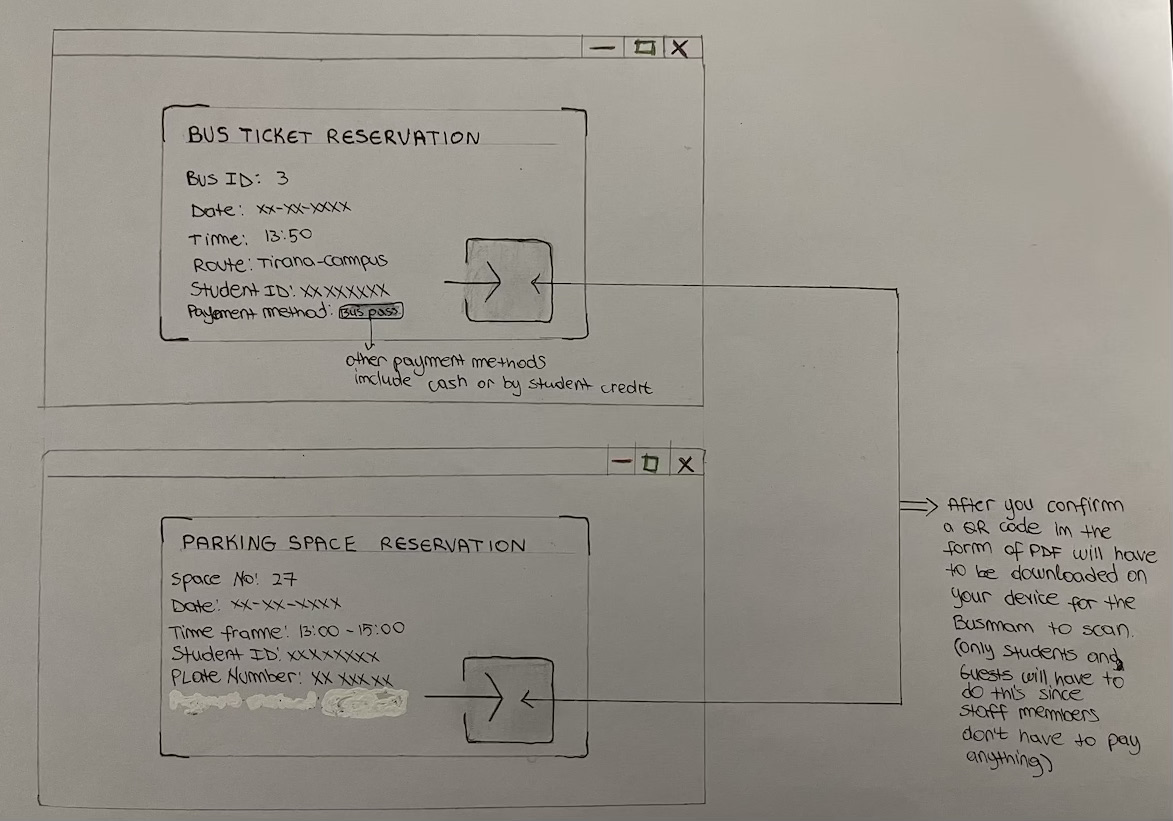 BUS TICKET RESERVATION
Bus ID: 3
Date: xx-xx-xxxx
Time: 13:50
Route: Tirana-campus
Student ID: xxxxxxxx
Payement method: Bus pass
other payment methods
include cash or by student credit
PARKING SPACE RESERVATION
Space No: 27
Date: xx-xx-xxxx
Time frame: 13:00 - 15:00
Student ID: xxxxxxxx
Plate Number: xx xxx xx
After you confirm
a QR code in the
form of PDF will have
to be downloaded on
your device for the
Busman to scan.
(only students and
Guests will have to
do this since
staff members
don't have to pay
anything)